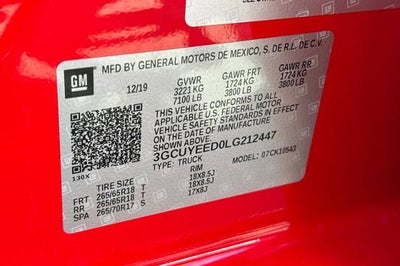 GM
MFD BY GENERAL MOTORS DE MEXICO, S. DE R.L. DE C.V.
12/19 GVWR GAWR FRT GAWR RR
3221 KG 1724 KG 1724 KG
7100 LB 3800 LB 3800 LB
THIS VEHICLE CONFORMS TO ALL
APPLICABLE U.S. FEDERAL MOTOR
VEHICLE SAFETY STANDARDS IN EFFECT
ON THE DATE OF MANUFACTURE
SHOWN ABOVE.
3GCUYEED0LG212447
TYPE: TRUCK 07CK10543
130X
TIRE SIZE RIM
FRT 265/65R18 T 18X8.5J
RR 265/65R18 T 18X8.5J
SPA 265/70R17 S 17X8J